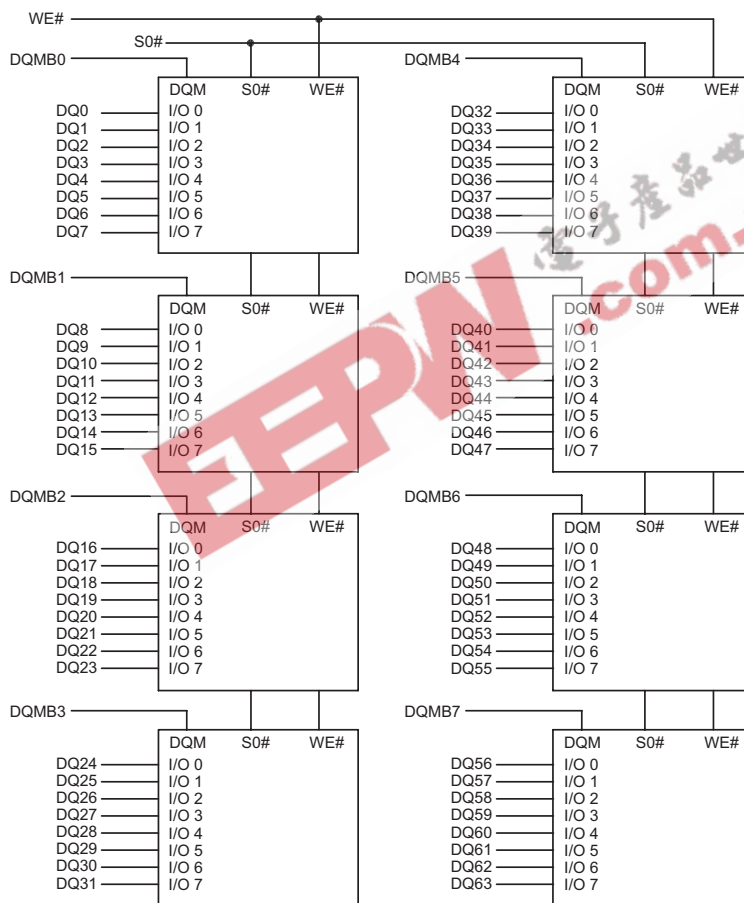 WE#
S0#
DQMB0
DQM S0# WE#
DQ0 I/O 0
DQ1 I/O 1
DQ2 I/O 2
DQ3 I/O 3
DQ4 I/O 4
DQ5 I/O 5
DQ6 I/O 6
DQ7 I/O 7
DQMB1
DQM S0# WE#
DQ8 I/O 0
DQ9 I/O 1
DQ10 I/O 2
DQ11 I/O 3
DQ12 I/O 4
DQ13 I/O 5
DQ14 I/O 6
DQ15 I/O 7
DQMB2
DQM S0# WE#
DQ16 I/O 0
DQ17 I/O 1
DQ18 I/O 2
DQ19 I/O 3
DQ20 I/O 4
DQ21 I/O 5
DQ22 I/O 6
DQ23 I/O 7
DQMB3
DQM S0# WE#
DQ24 I/O 0
DQ25 I/O 1
DQ26 I/O 2
DQ27 I/O 3
DQ28 I/O 4
DQ29 I/O 5
DQ30 I/O 6
DQ31 I/O 7
DQMB4
DQM S0# WE#
DQ32 I/O 0
DQ33 I/O 1
DQ34 I/O 2
DQ35 I/O 3
DQ36 I/O 4
DQ37 I/O 5
DQ38 I/O 6
DQ39 I/O 7
DQMB5
DQM S0# WE#
DQ40 I/O 0
DQ41 I/O 1
DQ42 I/O 2
DQ43 I/O 3
DQ44 I/O 4
DQ45 I/O 5
DQ46 I/O 6
DQ47 I/O 7
DQMB6
DQM S0# WE#
DQ48 I/O 0
DQ49 I/O 1
DQ50 I/O 2
DQ51 I/O 3
DQ52 I/O 4
DQ53 I/O 5
DQ54 I/O 6
DQ55 I/O 7
DQMB7
DQM S0# WE#
DQ56 I/O 0
DQ57 I/O 1
DQ58 I/O 2
DQ59 I/O 3
DQ60 I/O 4
DQ61 I/O 5
DQ62 I/O 6
DQ63 I/O 7
電子產品世
EEPW.com.